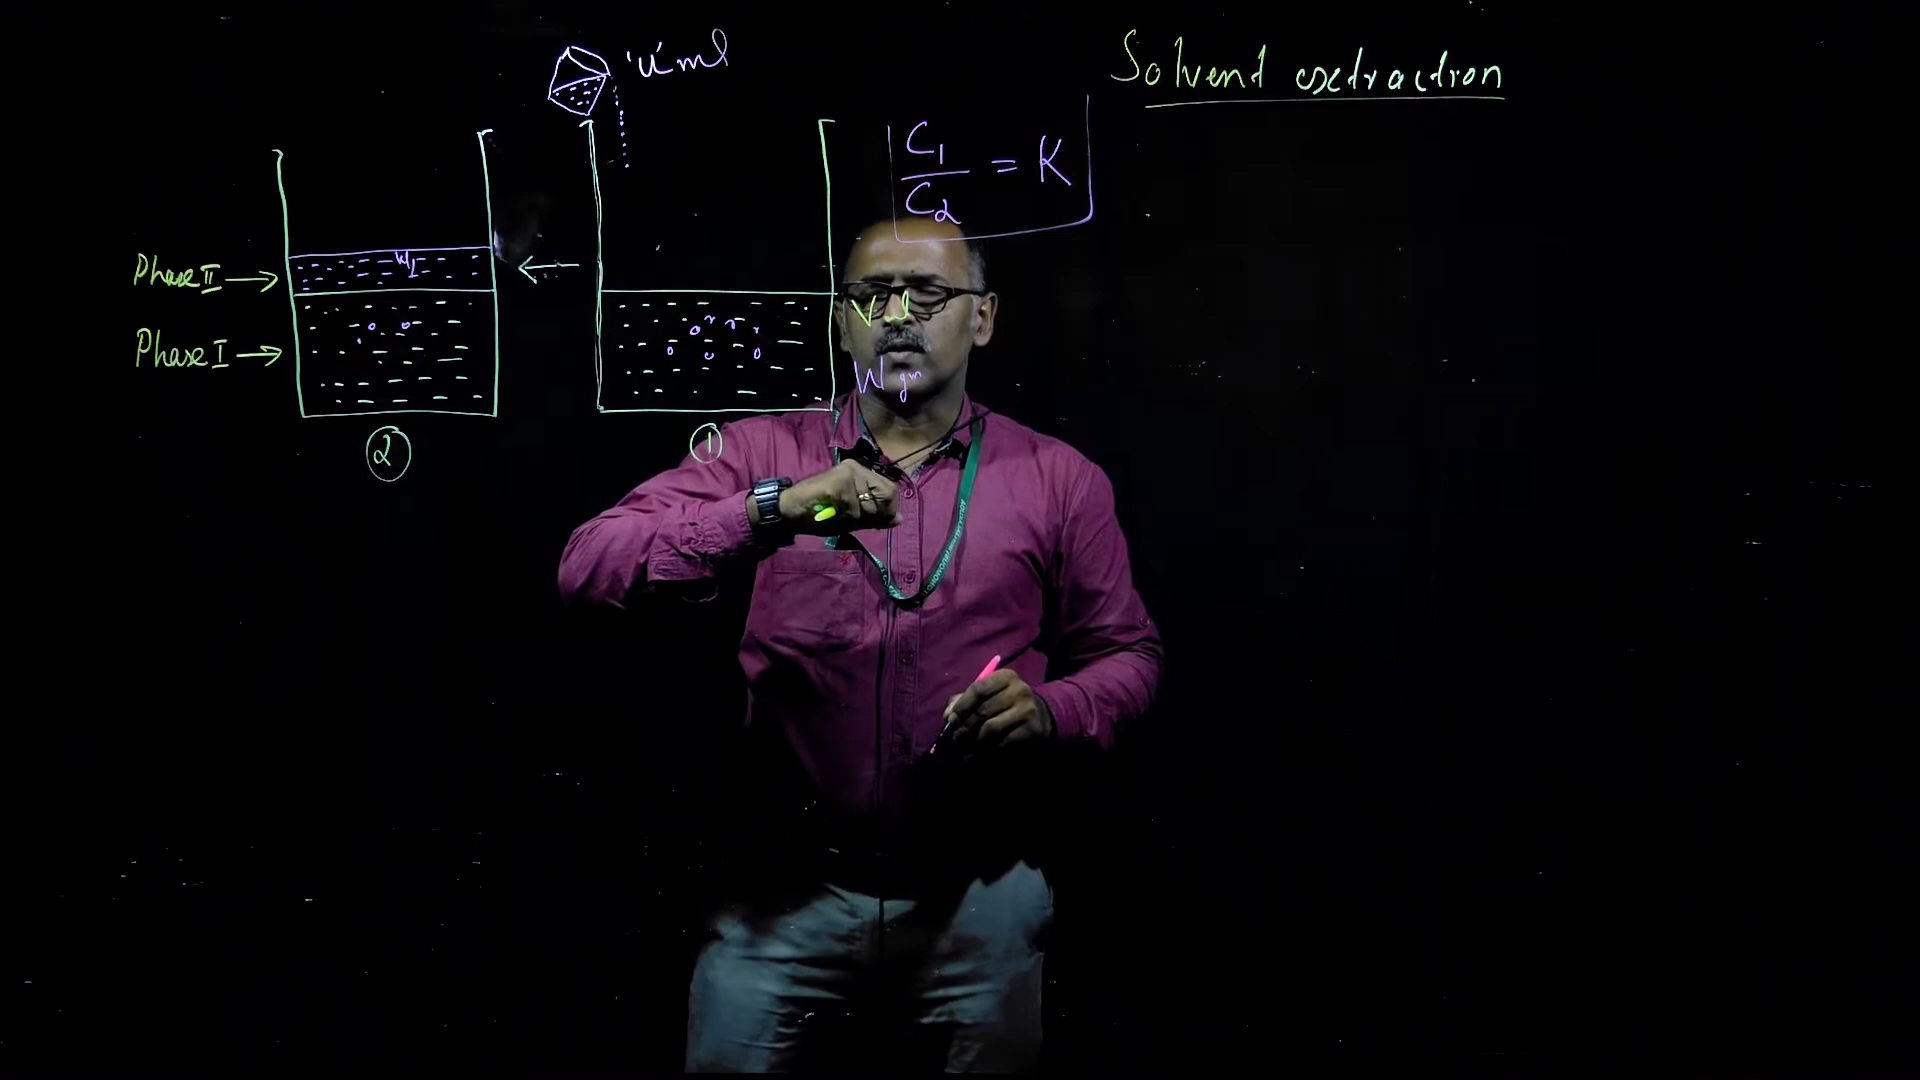 Solvent extraction
'u' ml
C1
C2
= K
Phase II →
W1
←
Phase I →
V ml
W gm
②
①